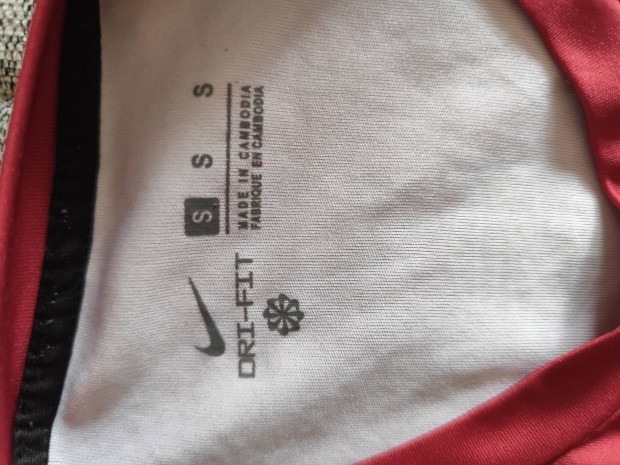 DRI-FIT
S S S
MADE IN CAMBODIA
FABRIQUE EN CAMBODIA